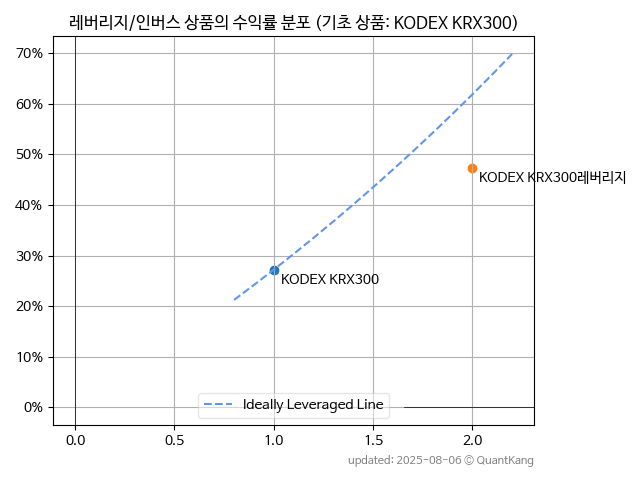 레버리지/인버스 상품의 수익률 분포 (기초 상품: KODEX KRX300)
70%
60%
50%
40%
30%
20%
10%
0%
KODEX KRX300레버리지
KODEX KRX300
Ideally Leveraged Line
0.0 0.5 1.0 1.5 2.0
updated: 2025-08-06 © QuantKang